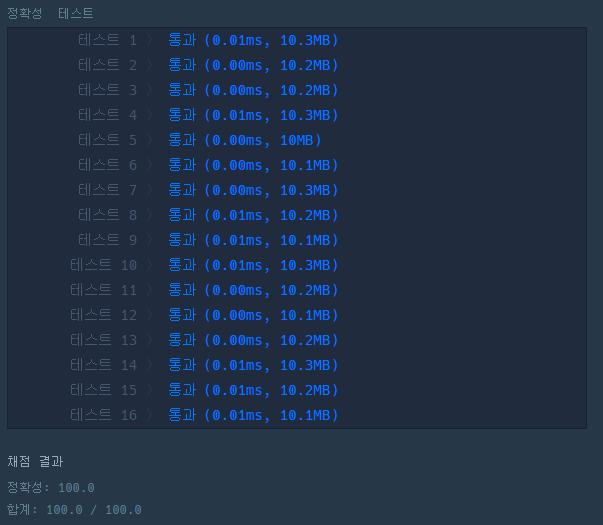 정확성 테스트
테스트 1 〉 통과 (0.01ms, 10.3MB)
테스트 2 〉 통과 (0.00ms, 10.2MB)
테스트 3 〉 통과 (0.00ms, 10.2MB)
테스트 4 〉 통과 (0.01ms, 10.3MB)
테스트 5 〉 통과 (0.00ms, 10MB)
테스트 6 〉 통과 (0.00ms, 10.1MB)
테스트 7 〉 통과 (0.00ms, 10.3MB)
테스트 8 〉 통과 (0.01ms, 10.2MB)
테스트 9 〉 통과 (0.01ms, 10.1MB)
테스트 10 〉 통과 (0.01ms, 10.3MB)
테스트 11 〉 통과 (0.00ms, 10.2MB)
테스트 12 〉 통과 (0.00ms, 10.1MB)
테스트 13 〉 통과 (0.00ms, 10.2MB)
테스트 14 〉 통과 (0.01ms, 10.3MB)
테스트 15 〉 통과 (0.01ms, 10.2MB)
테스트 16 〉 통과 (0.01ms, 10.1MB)
채점 결과
정확성: 100.0
합계: 100.0 / 100.0